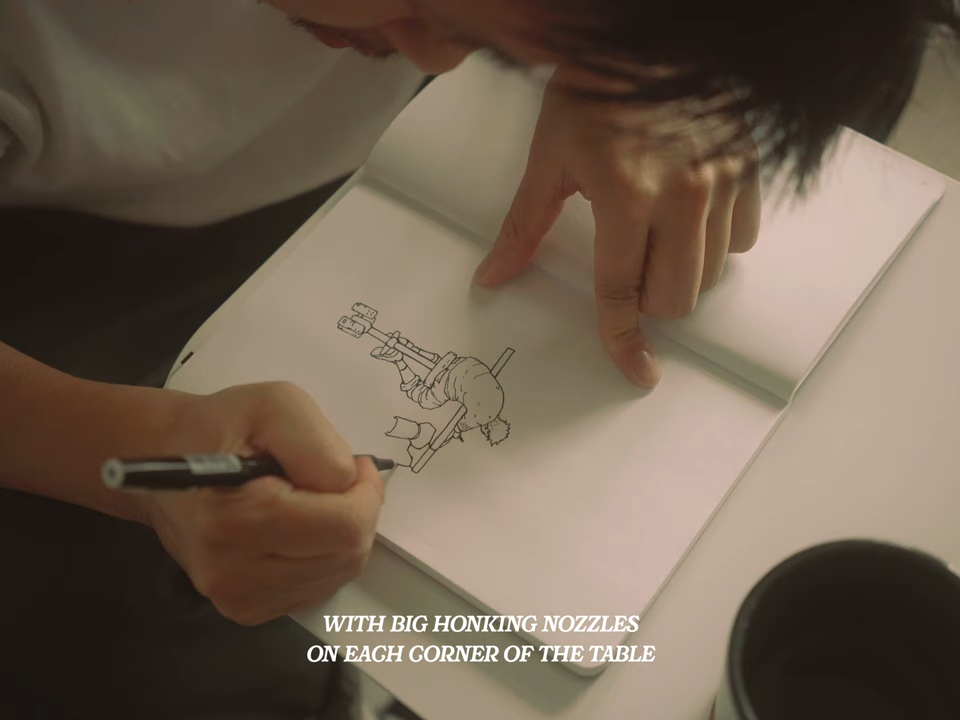 WITH BIG HONKING NOZZLES
ON EACH CORNER OF THE TABLE